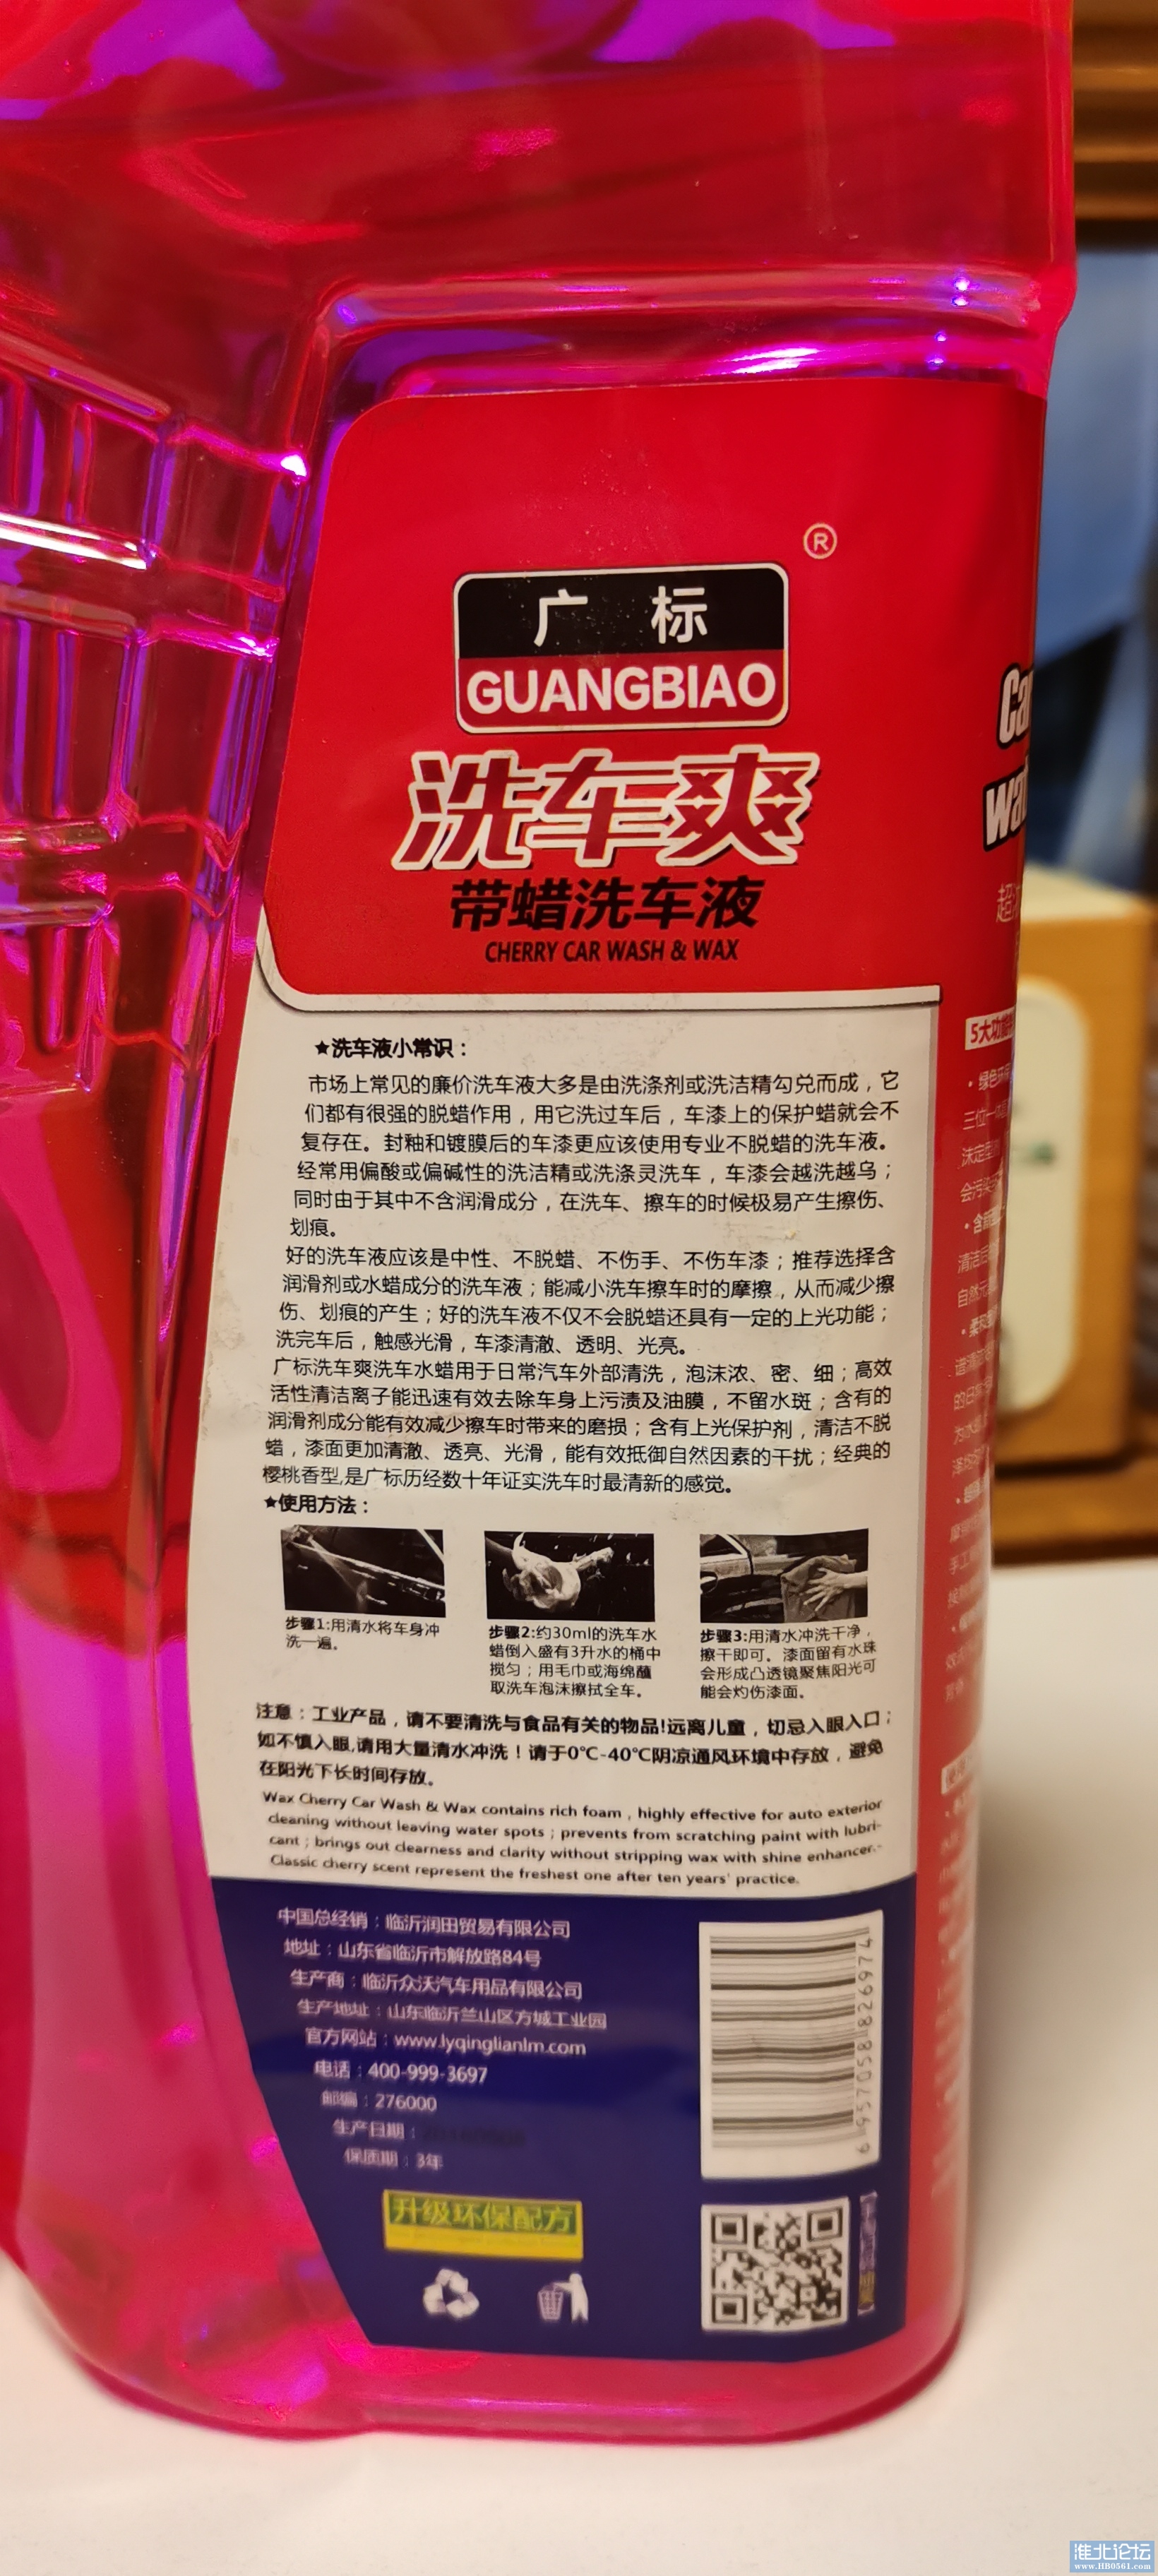 ®
广标
GUANGBIAO
洗车爽
带蜡洗车液
CHERRY CAR WASH & WAX
★洗车液小常识：
市场上常见的廉价洗车液大多是由洗涤剂或洗洁精勾兑而成，它
们都有很强的脱蜡作用，用它洗过车后，车漆上的保护蜡就会不
复存在。封釉和镀膜后的车漆更应该使用专业不脱蜡的洗车液。
经常用偏酸或偏碱性的洗洁精或洗涤灵洗车，车漆会越洗越乌；
同时由于其中不含润滑成分，在洗车、擦车的时候极易产生擦伤、
划痕。
好的洗车液应该是中性、不脱蜡、不伤手、不伤车漆；推荐选择含
润滑剂或水蜡成分的洗车液；能减小洗车擦车时的摩擦，从而减少擦
伤、划痕的产生；好的洗车液不仅不会脱蜡还具有一定的上光功能；
洗完车后，触感光滑，车漆清澈、透明、光亮。
广标洗车爽洗车水蜡用于日常汽车外部清洗，泡沫浓、密、细；高效
活性清洁离子能迅速有效去除车身上污渍及油膜，不留水斑；含有的
润滑剂成分能有效减少擦车时带来的磨损；含有上光保护剂，清洁不脱
蜡，漆面更加清澈、透亮、光滑，能有效抵御自然因素的干扰；经典的
樱桃香型,是广标历经数十年证实洗车时最清新的感觉。
★使用方法：
步骤1:用清水将车身冲
洗一遍。
步骤2:约30ml的洗车水
蜡倒入盛有3升水的桶中
搅匀；用毛巾或海绵蘸
取洗车泡沫擦拭全车。
步骤3:用清水冲洗干净，
擦干即可。漆面留有水珠
会形成凸透镜聚焦阳光可
能会灼伤漆面。
注意：工业产品，请不要清洗与食品有关的物品!远离儿童，切忌入眼入口；
如不慎入眼,请用大量清水冲洗！请于0℃-40℃阴凉通风环境中存放，避免
在阳光下长时间存放。
Wax Cherry Car Wash & Wax contains rich foam , highly effective for auto exterior
cleaning without leaving water spots ; prevents from scratching paint with lubri-
cant ; brings out clearness and clarity without stripping wax with shine enhancer.-
Classic cherry scent represent the freshest one after ten years' practice.
中国总经销：临沂润田贸易有限公司
地址：山东省临沂市解放路84号
生产商：临沂众沃汽车用品有限公司
生产地址：山东临沂兰山区方城工业园
官方网站：www.lyqinglianlm.com
电话：400-999-3697
邮编：276000
生产日期：
保质期：3年
升级环保配方
6 957058 826974
5大功能
淮北论坛
www.HB0561.com